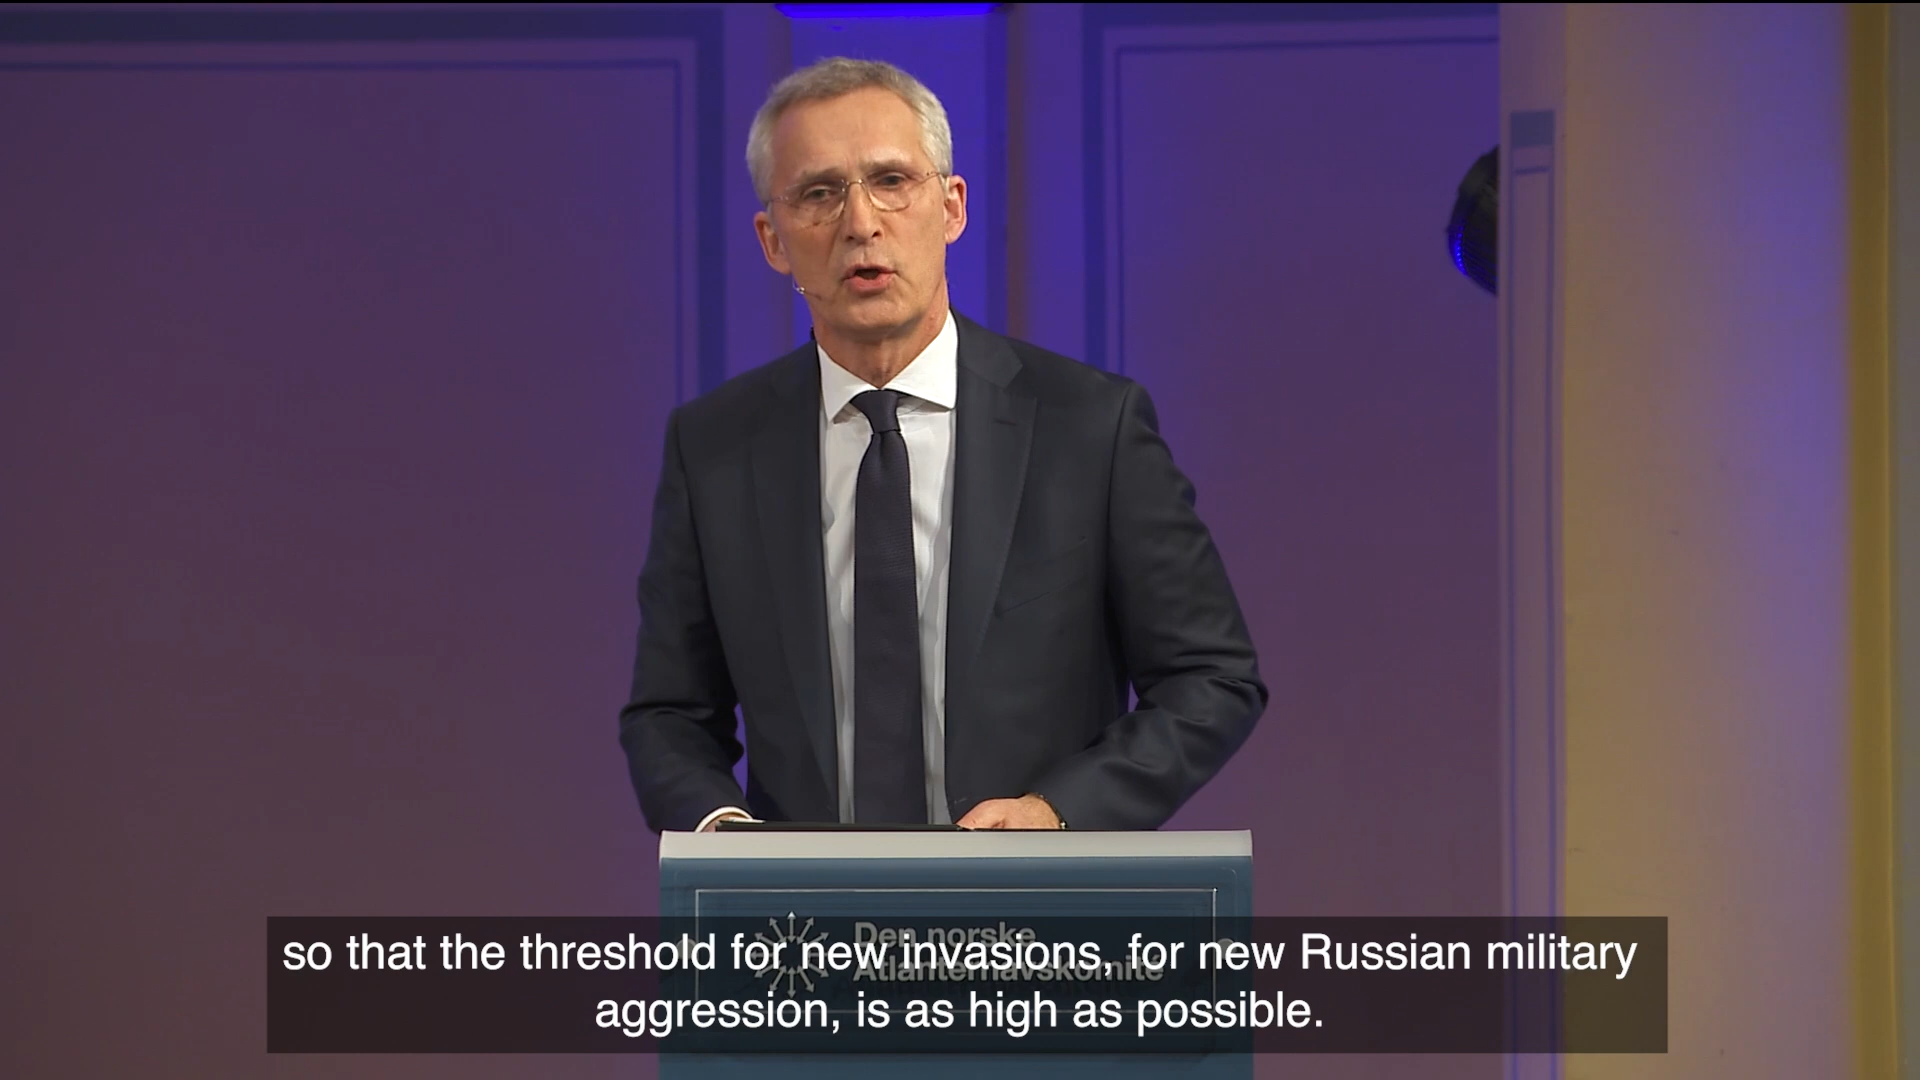 Den norske
Atlanterhavskomité
so that the threshold for new invasions, for new Russian military
aggression, is as high as possible.